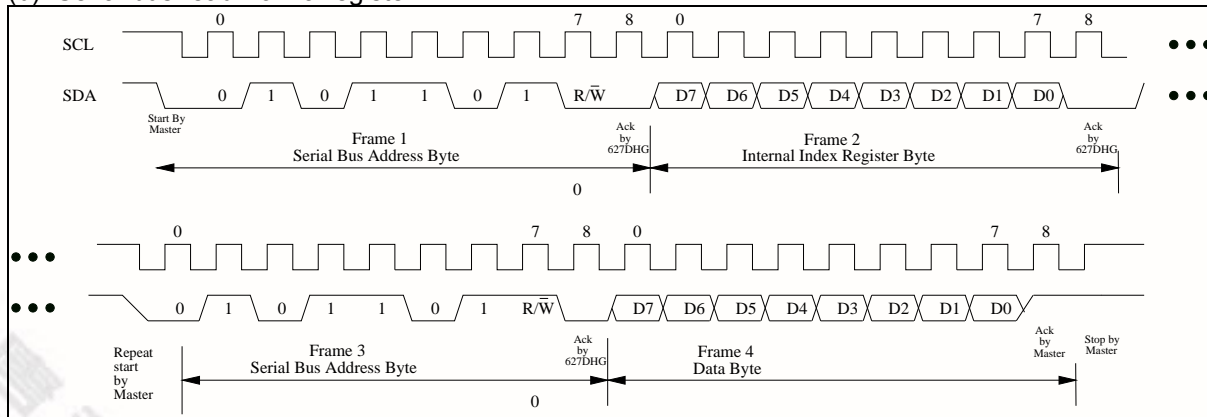 0 7 8 0 7 8
SCL
SDA 0 1 0 1 1 0 1 R/W̅ D7 D6 D5 D4 D3 D2 D1 D0
Start By
Master
Frame 1
Serial Bus Address Byte
Ack
by
627DHG
Frame 2
Internal Index Register Byte
Ack
by
627DHG
0
0 7 8 0 7 8
0 1 0 1 1 0 1 R/W̅ D7 D6 D5 D4 D3 D2 D1 D0
Repeat
start
by
Master
Frame 3
Serial Bus Address Byte
Ack
by
627DHG
Frame 4
Data Byte
Ack
by
Master
Stop by
Master
0